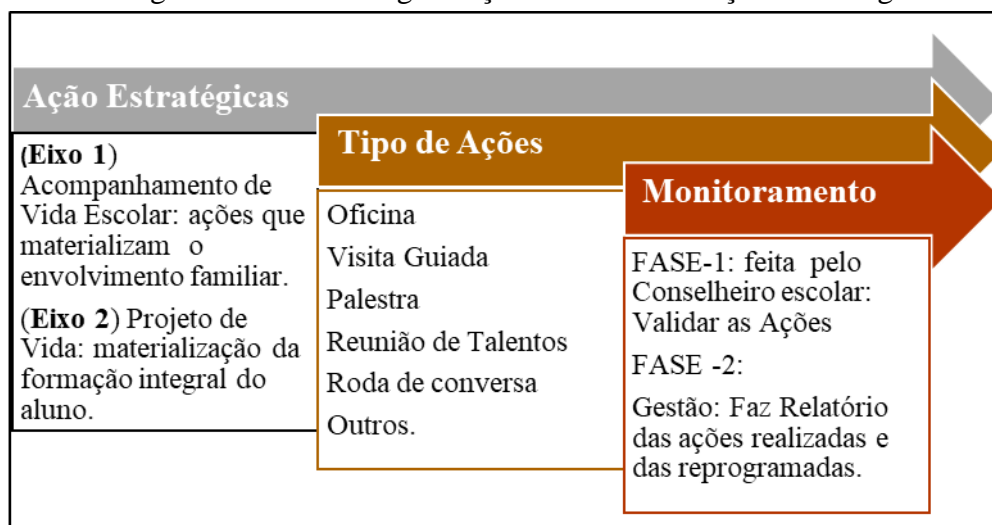 Ação Estratégicas
(Eixo 1)
Acompanhamento de
Vida Escolar: ações que
materializam o
envolvimento familiar.
(Eixo 2) Projeto de
Vida: materialização da
formação integral do
aluno.
Tipo de Ações
Oficina
Visita Guiada
Palestra
Reunião de Talentos
Roda de conversa
Outros.
Monitoramento
FASE-1: feita pelo
Conselheiro escolar:
Validar as Ações
FASE -2:
Gestão: Faz Relatório
das ações realizadas e
das reprogramadas.